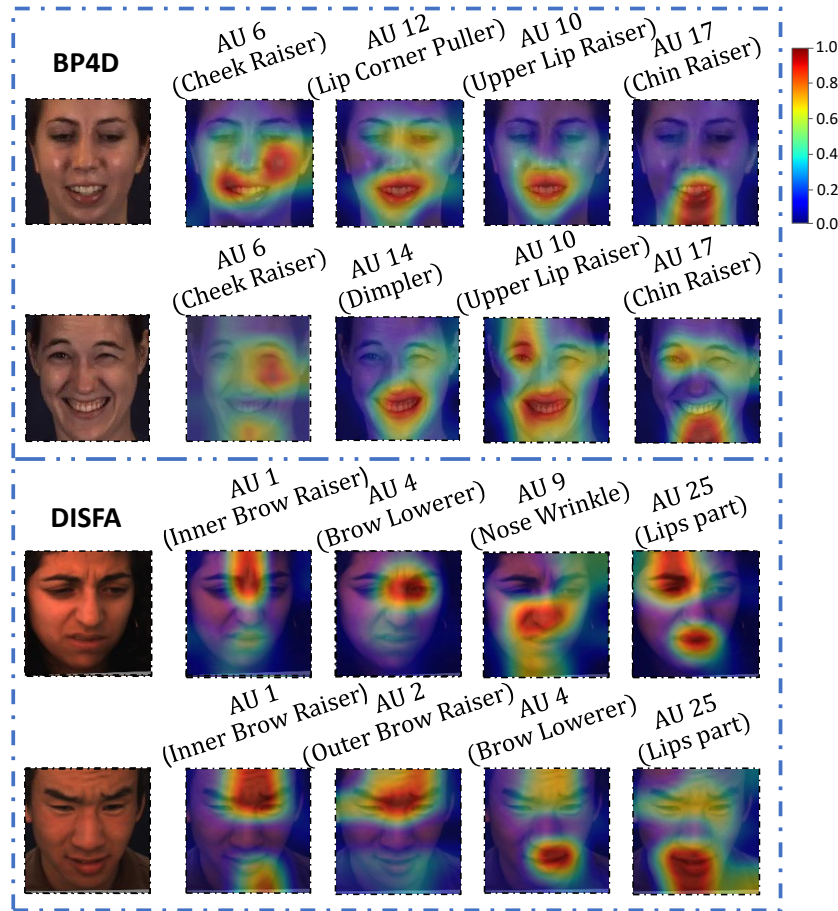 BP4D
AU 6
(Cheek Raiser)
AU 12
(Lip Corner Puller)
AU 10
(Upper Lip Raiser)
AU 17
(Chin Raiser)
1.0
0.8
0.6
0.4
0.2
0.0
AU 6
(Cheek Raiser)
AU 14
(Dimpler)
AU 10
(Upper Lip Raiser)
AU 17
(Chin Raiser)
DISFA
AU 1
(Inner Brow Raiser)
AU 4
(Brow Lowerer)
AU 9
(Nose Wrinkle)
AU 25
(Lips part)
AU 1
(Inner Brow Raiser)
AU 2
(Outer Brow Raiser)
AU 4
(Brow Lowerer)
AU 25
(Lips part)